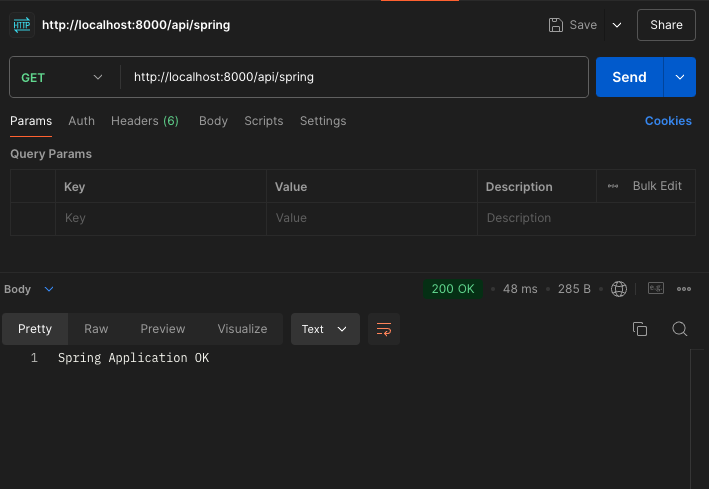 HTTP http://localhost:8000/api/spring Save Share
GET http://localhost:8000/api/spring Send
Params Auth Headers (6) Body Scripts Settings Cookies
Query Params
Key Value Description Bulk Edit
Key Value Description
Body 200 OK • 48 ms • 285 B •
Pretty Raw Preview Visualize Text
1 Spring Application OK